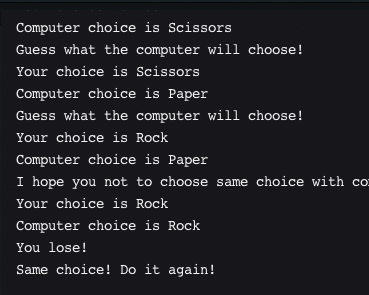 Computer choice is Scissors
Guess what the computer will choose!
Your choice is Scissors
Computer choice is Paper
Guess what the computer will choose!
Your choice is Rock
Computer choice is Paper
I hope you not to choose same choice with
Your choice is Rock
Computer choice is Rock
You lose!
Same choice! Do it again!